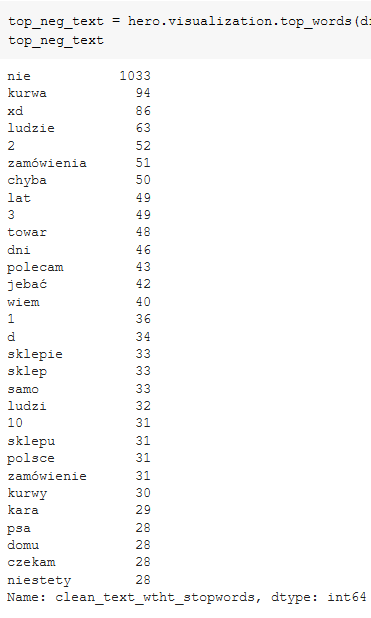 top_neg_text = hero.visualization.top_words(d
top_neg_text
nie 1033
kurwa 94
xd 86
ludzie 63
2 52
zamówienia 51
chyba 50
lat 49
3 49
towar 48
dni 46
polecam 43
jebać 42
wiem 40
1 36
d 34
sklepie 33
sklep 33
samo 33
ludzi 32
10 31
sklepu 31
polsce 31
zamówienie 31
kurwy 30
kara 29
psa 28
domu 28
czekam 28
niestety 28
Name: clean_text_wtht_stopwords, dtype: int64